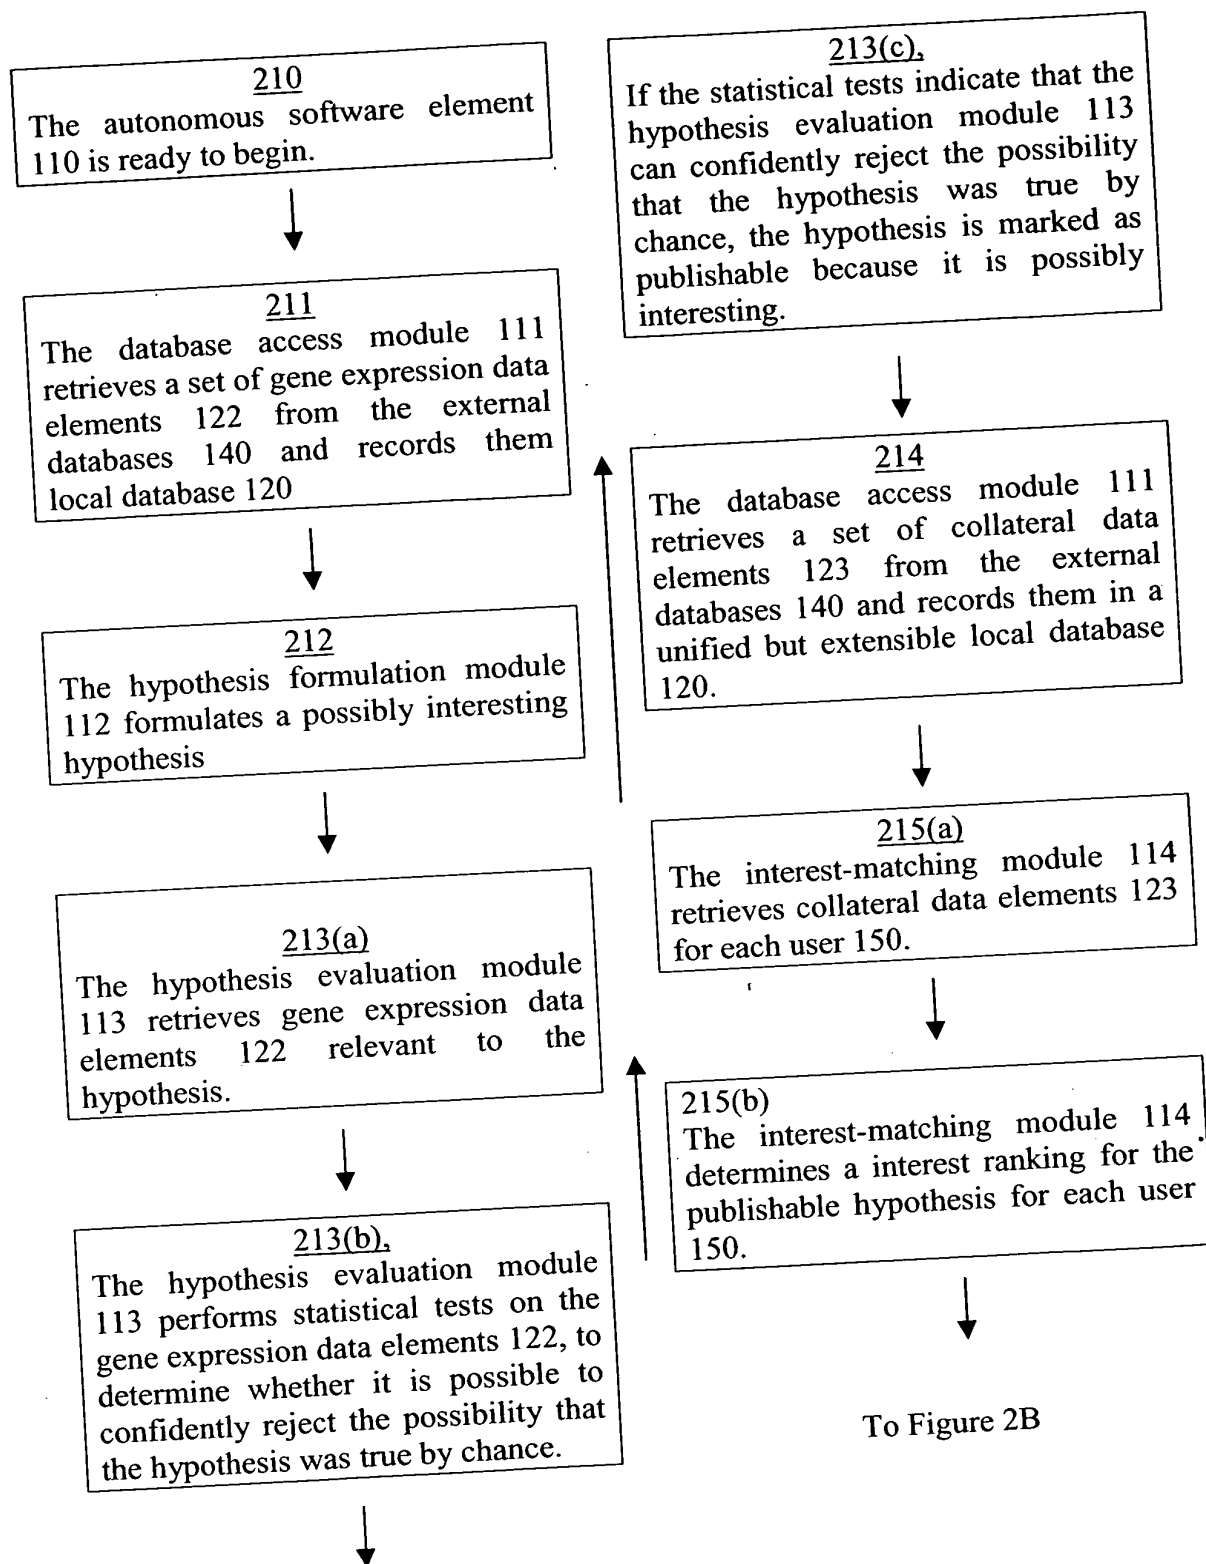 210
The autonomous software element
110 is ready to begin.
211
The database access module 111
retrieves a set of gene expression data
elements 122 from the external
databases 140 and records them
local database 120
212
The hypothesis formulation module
112 formulates a possibly interesting
hypothesis
213(a)
The hypothesis evaluation module
113 retrieves gene expression data
elements 122 relevant to the
hypothesis.
213(b),
The hypothesis evaluation module
113 performs statistical tests on the
gene expression data elements 122, to
determine whether it is possible to
confidently reject the possibility that
the hypothesis was true by chance.
213(c),
If the statistical tests indicate that the
hypothesis evaluation module 113
can confidently reject the possibility
that the hypothesis was true by
chance, the hypothesis is marked as
publishable because it is possibly
interesting.
214
The database access module 111
retrieves a set of collateral data
elements 123 from the external
databases 140 and records them in a
unified but extensible local database
120.
215(a)
The interest-matching module 114
retrieves collateral data elements 123
for each user 150.
215(b)
The interest-matching module 114
determines a interest ranking for the
publishable hypothesis for each user
150.
To Figure 2B